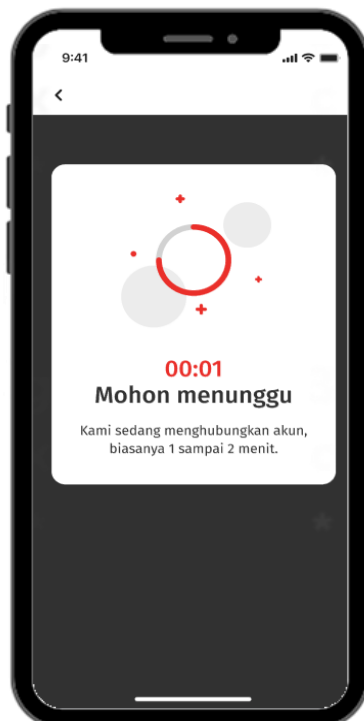 9:41
00:01
Mohon menunggu
Kami sedang menghubungkan akun,
biasanya 1 sampai 2 menit.